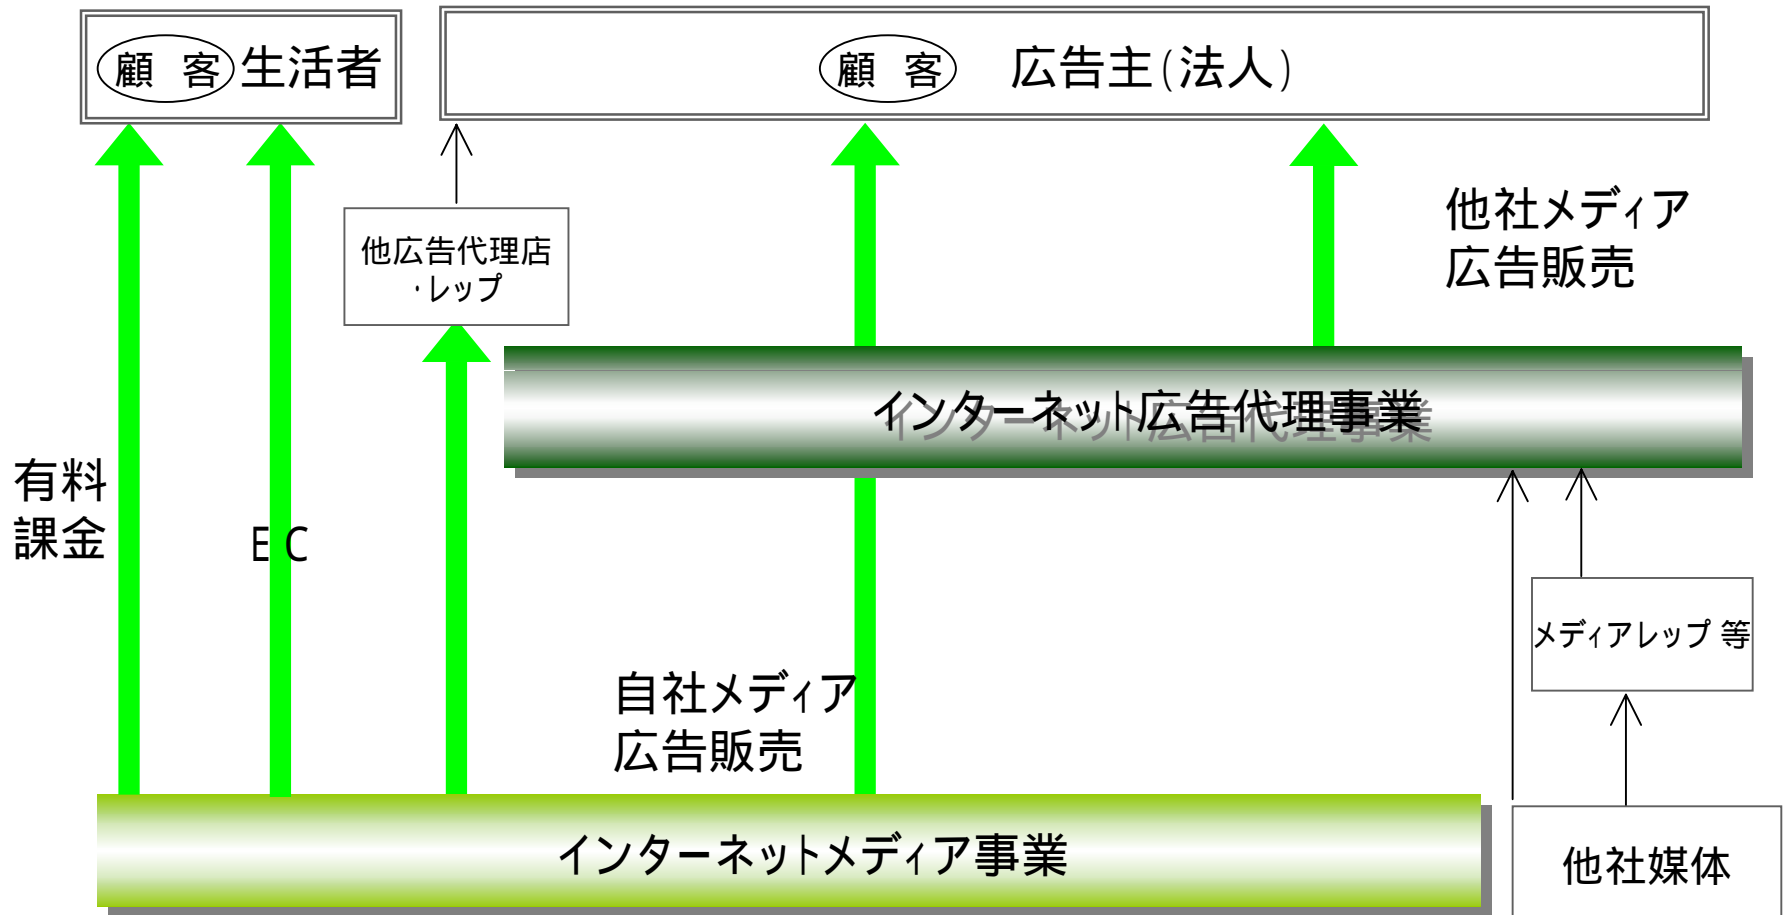 顧 客 生活者
顧 客 広告主(法人)
他広告代理店
・レップ
他社メディア
広告販売
インターネット広告代理事業
有料
課金
EC
メディアレップ等
自社メディア
広告販売
インターネットメディア事業
他社媒体